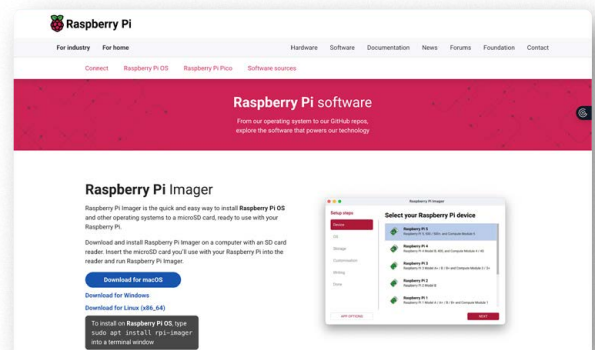 Raspberry Pi
For industry For home Hardware Software Documentation News Forums Foundation Contact
Connect Raspberry Pi OS Raspberry Pi Pico Software sources
Raspberry Pi software
From our operating system to our GitHub repos,
explore the software that powers our technology
Raspberry Pi Imager
Raspberry Pi Imager is the quick and easy way to install Raspberry Pi OS
and other operating systems to a microSD card, ready to use with your
Raspberry Pi.
Download and install Raspberry Pi Imager on a computer with an SD card
reader. Insert the microSD card you'll use with your Raspberry Pi into the
reader and run Raspberry Pi Imager.
Download for macOS
Download for Windows
Download for Linux (x86_64)
To install on Raspberry Pi OS, type
sudo apt install rpi-imager
into a terminal window
Raspberry Pi Imager
Setup steps
Device
OS
Storage
Customisation
Writing
Done
APP OPTIONS
Select your Raspberry Pi device
Raspberry Pi 5
Raspberry Pi 4
Raspberry Pi 3
Raspberry Pi 2
Raspberry Pi 2 Model B
Raspberry Pi 1
NEXT